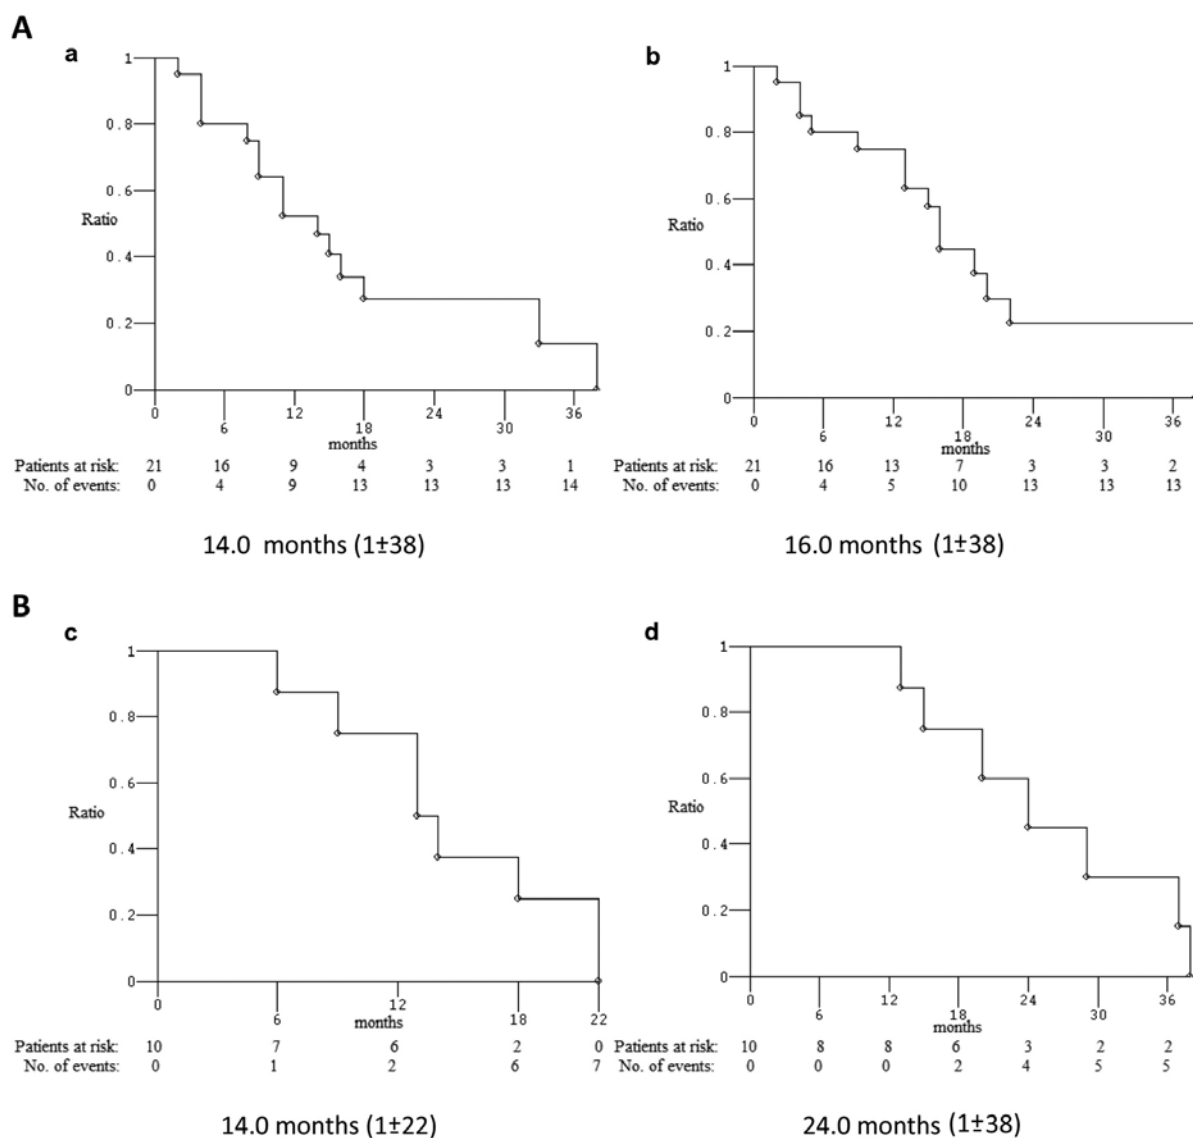 A
a
1
0.8
0.6
Ratio
0.4
0.2
0
0 6 12 18 24 30 36
months
Patients at risk: 21 16 9 4 3 3 1
No. of events: 0 4 9 13 13 13 14
14.0 months (1±38)
b
1
0.8
0.6
Ratio
0.4
0.2
0
0 6 12 18 24 30 36
months
Patients at risk: 21 16 13 7 3 3 2
No. of events: 0 4 5 10 13 13 13
16.0 months (1±38)
B
c
1
0.8
0.6
Ratio
0.4
0.2
0
0 6 12 18 22
months
Patients at risk: 10 7 6 2 0
No. of events: 0 1 2 6 7
14.0 months (1±22)
d
1
0.8
0.6
Ratio
0.4
0.2
0
0 6 12 18 24 30 36
months
Patients at risk: 10 8 8 6 3 2 2
No. of events: 0 0 0 2 4 5 5
24.0 months (1±38)